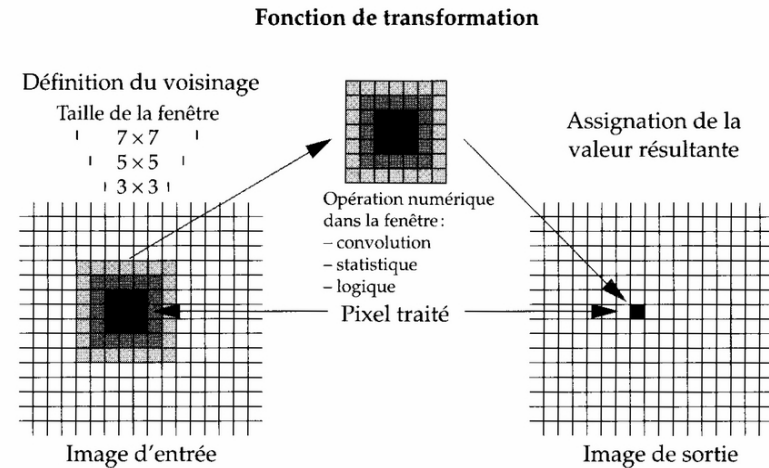 Fonction de transformation
Définition du voisinage
Taille de la fenêtre
7 × 7
5 × 5
3 × 3
Opération numérique
dans la fenêtre :
– convolution
– statistique
– logique
Assignation de la
valeur résultante
Pixel traité
Image d'entrée
Image de sortie